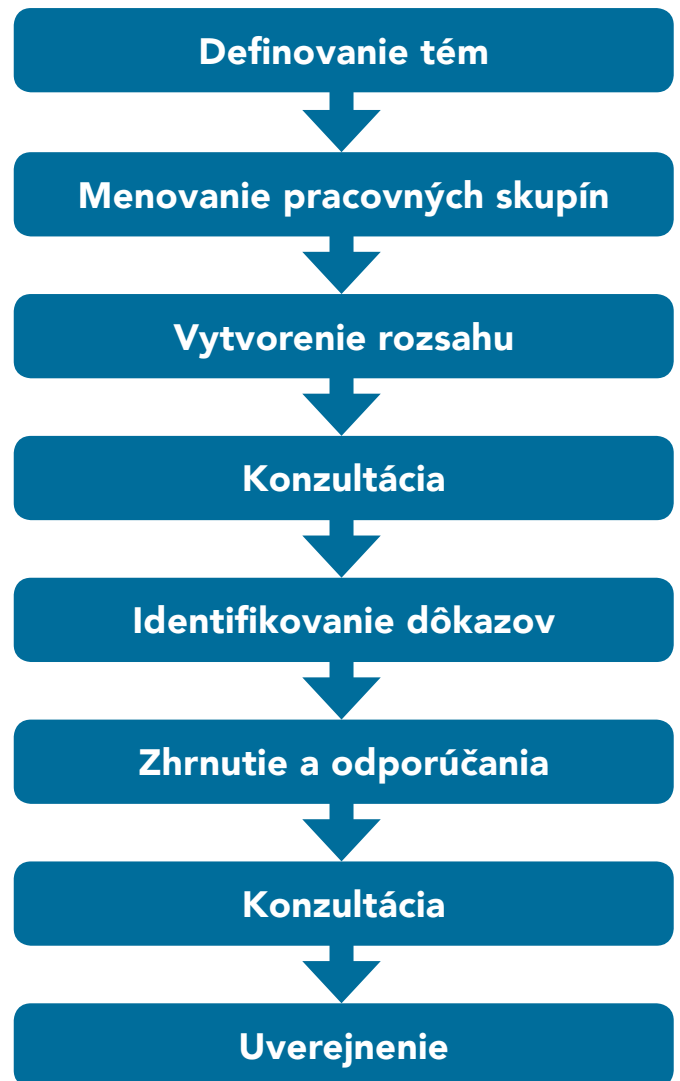 Definovanie tém
Menovanie pracovných skupín
Vytvorenie rozsahu
Konzultácia
Identifikovanie dôkazov
Zhrnutie a odporúčania
Konzultácia
Uverejnenie